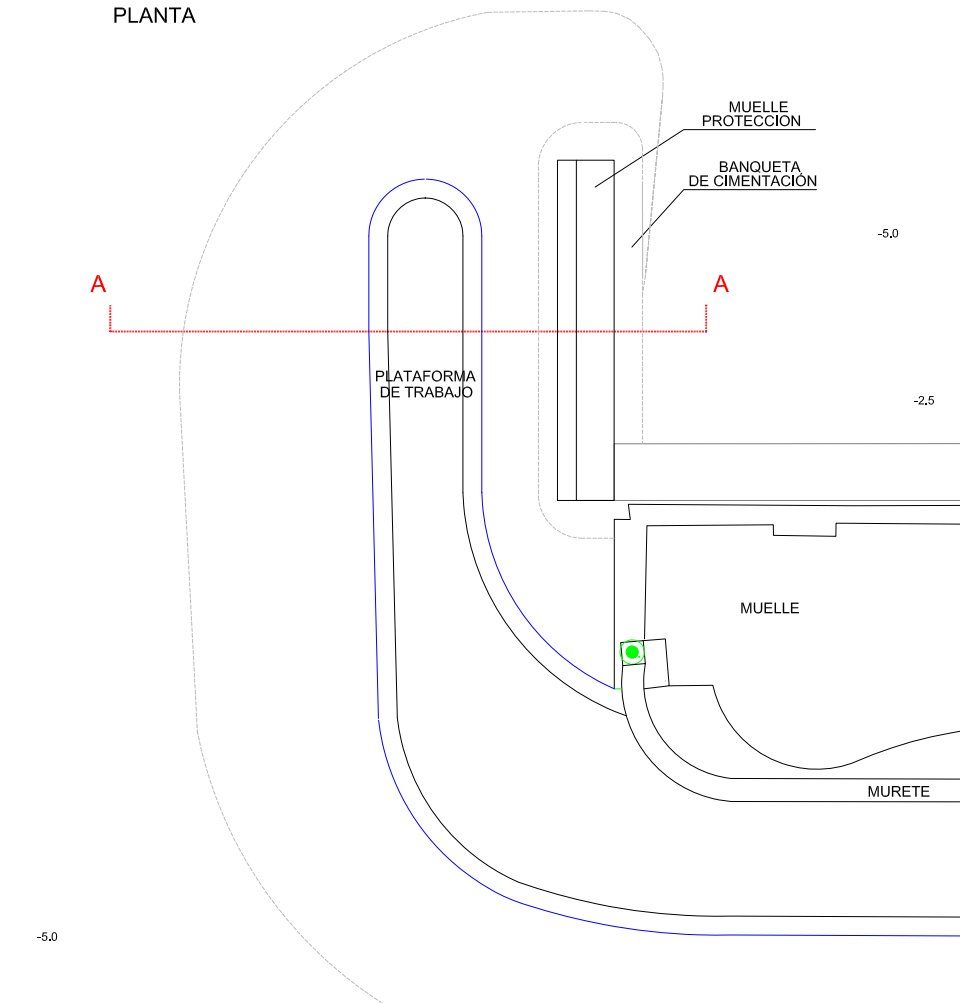 PLANTA
MUELLE
PROTECCION
BANQUETA
DE CIMENTACIÓN
-5.0
A
A
PLATAFORMA
DE TRABAJO
-2.5
MUELLE
MURETE
-5.0